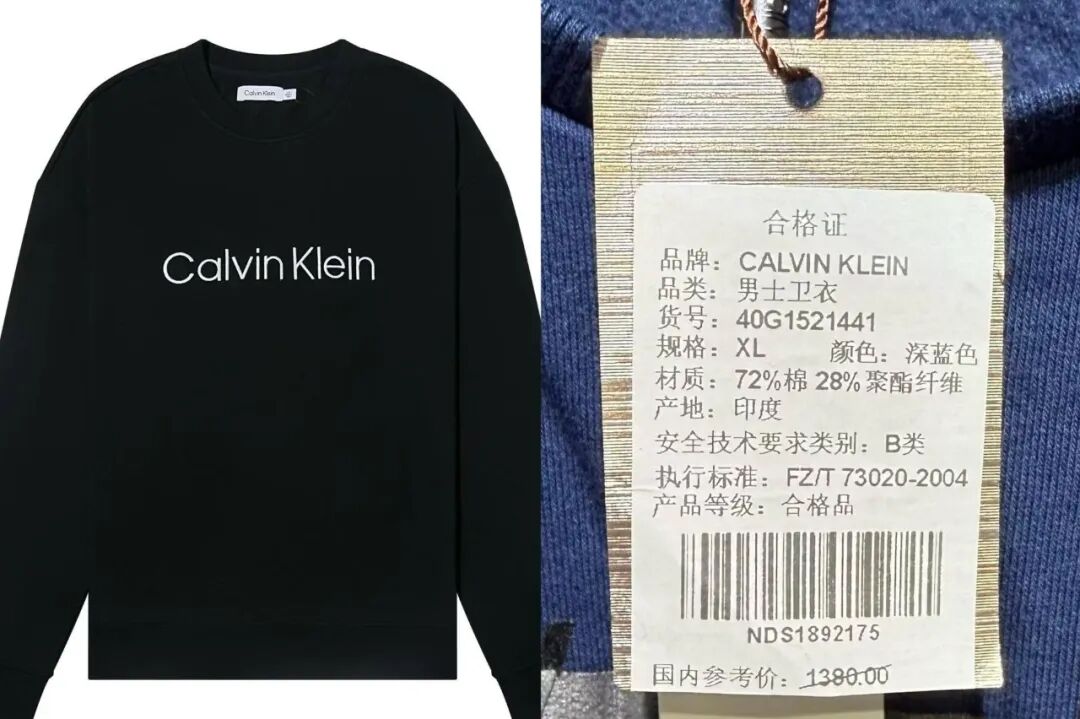 Calvin Klein
Calvin Klein
合格证
品牌：CALVIN KLEIN
品类：男士卫衣
货号：40G1521441
规格：XL 颜色：深蓝色
材质：72%棉 28%聚酯纤维
产地：印度
安全技术要求类别：B类
执行标准：FZ/T 73020-2004
产品等级：合格品
NDS1892175
国内参考价：1380.00